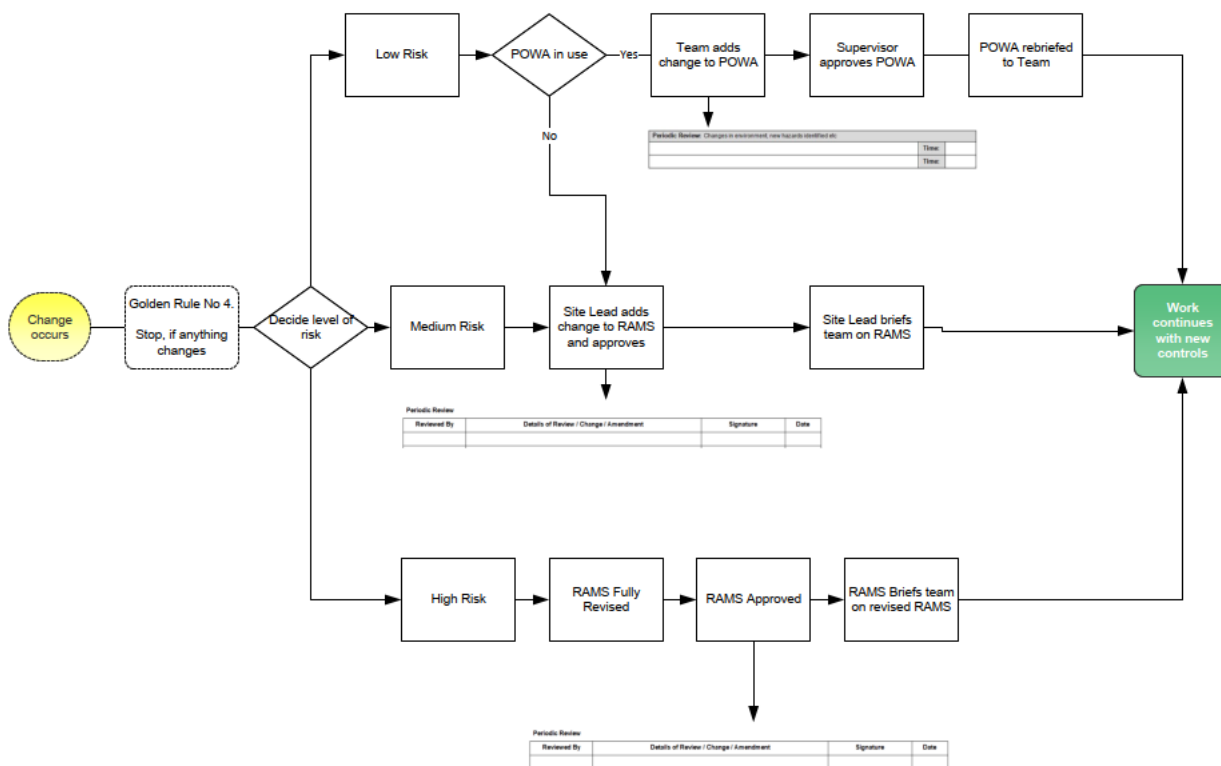 Low Risk
POWA in use
Yes
Team adds
change to POWA
Supervisor
approves POWA
POWA rebriefed
to Team
No
Periodic Review: Changes in environment, new hazards identified etc
Time:
Time:
Change
occurs
Golden Rule No 4.
Stop, if anything
changes
Decide level of
risk
Medium Risk
Site Lead adds
change to RAMS
and approves
Site Lead briefs
team on RAMS
Work
continues
with new
controls
Periodic Review
Reviewed By Details of Review / Change / Amendment Signature Date
High Risk
RAMS Fully
Revised
RAMS Approved
RAMS Briefs team
on revised RAMS
Periodic Review
Reviewed By Details of Review / Change / Amendment Signature Date